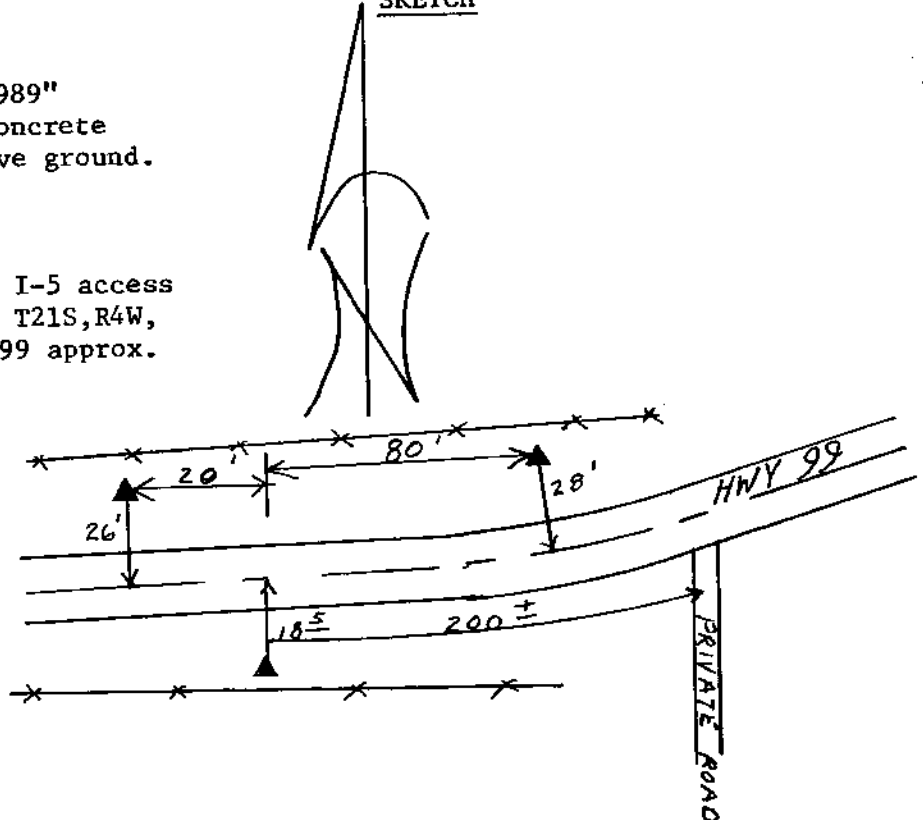 SKETCH
989"
oncrete
ve ground.
I-5 access
T21S,R4W,
99 approx.
20'
80'
26'
28'
HWY 99
18 5
200 ±
PRIVATE ROAD